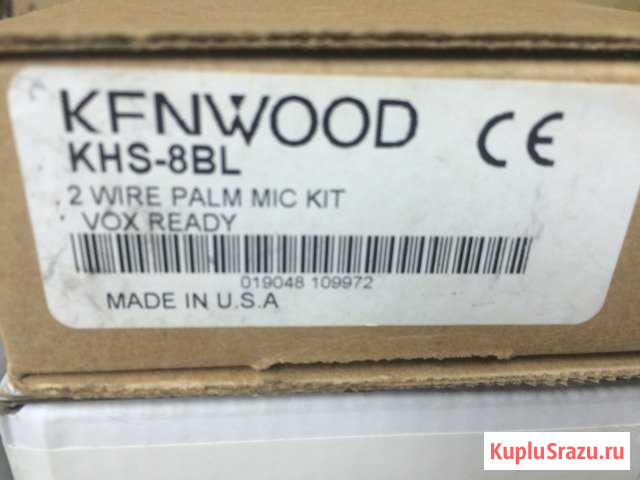 KENWOOD
CE
KHS-8BL
2 WIRE PALM MIC KIT
VOX READY
019048 109972
MADE IN U.S.A
KupluSrazu.ru